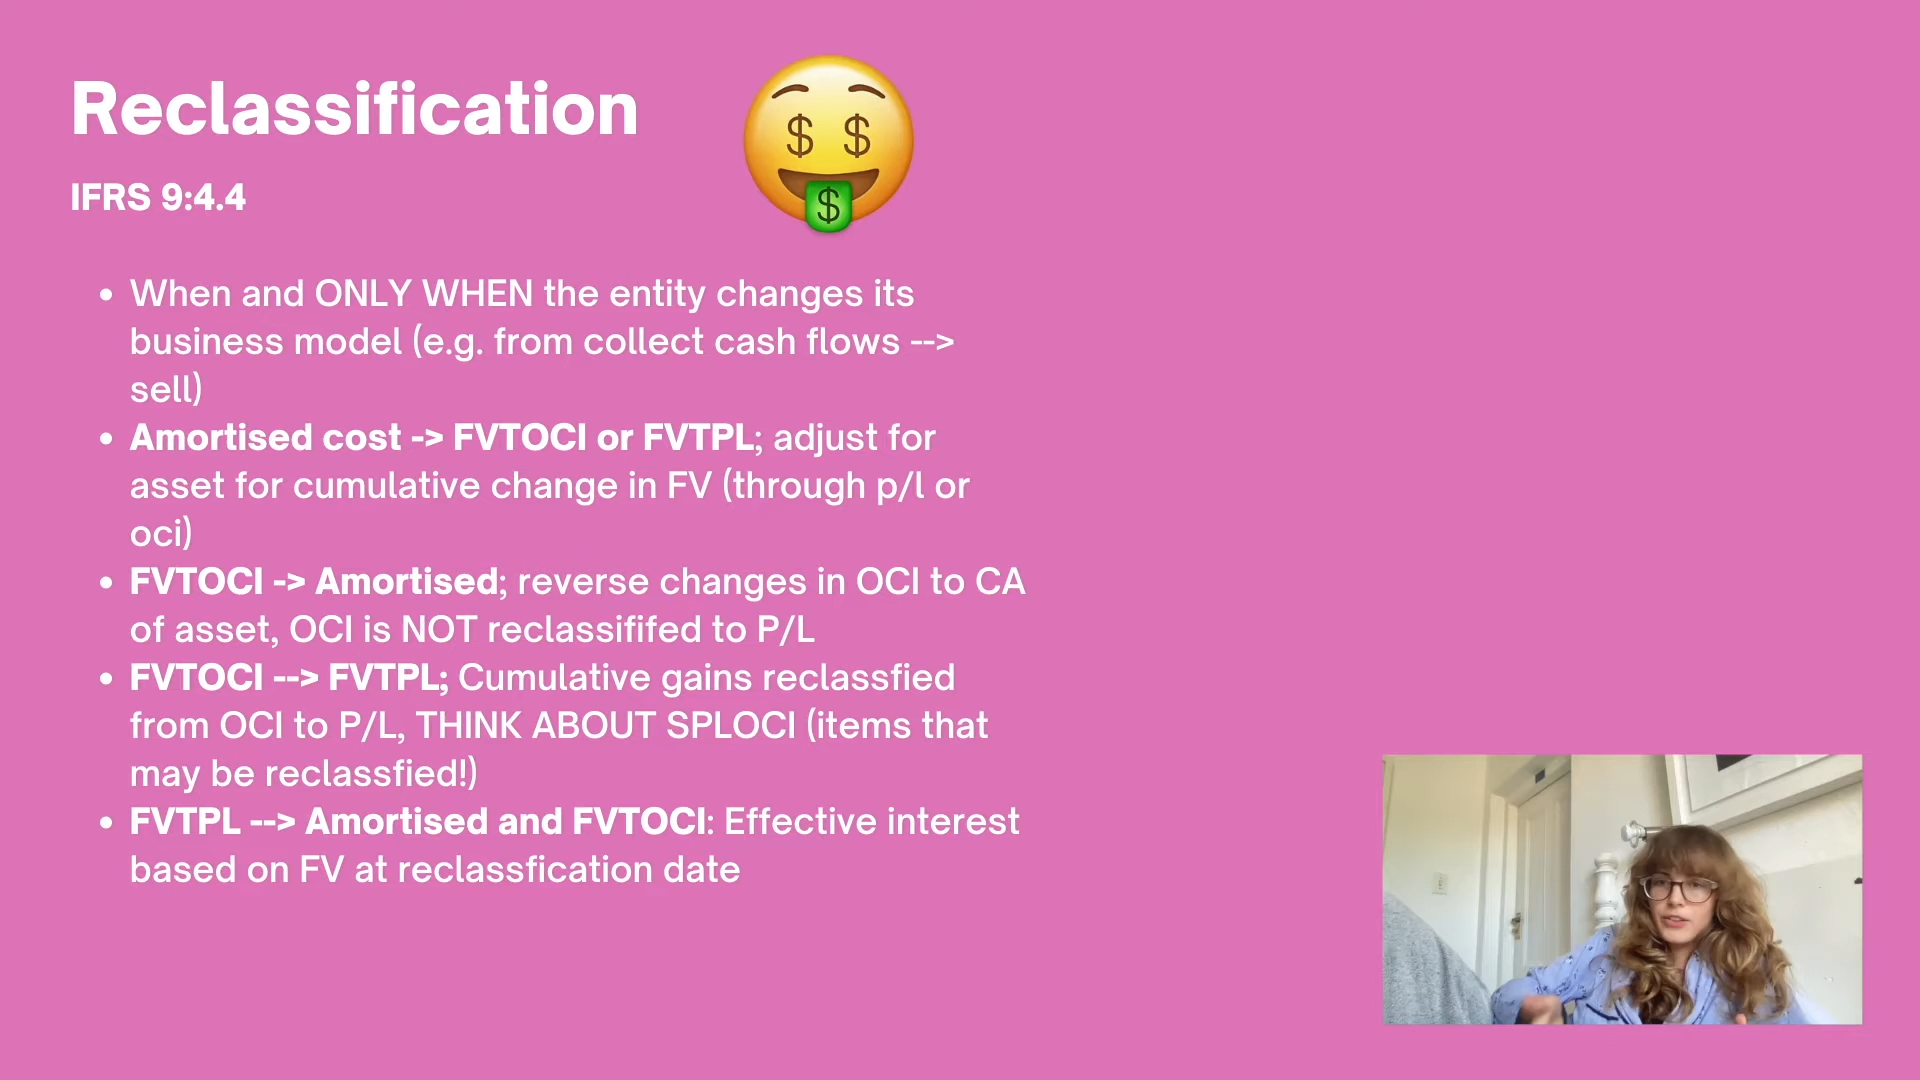 Reclassification
IFRS 9:4.4
• When and ONLY WHEN the entity changes its
business model (e.g. from collect cash flows -->
sell)
• Amortised cost -> FVTOCI or FVTPL; adjust for
asset for cumulative change in FV (through p/l or
oci)
• FVTOCI -> Amortised; reverse changes in OCI to CA
of asset, OCI is NOT reclassififed to P/L
• FVTOCI --> FVTPL; Cumulative gains reclassfied
from OCI to P/L, THINK ABOUT SPLOCI (items that
may be reclassfied!)
• FVTPL --> Amortised and FVTOCI: Effective interest
based on FV at reclassfication date